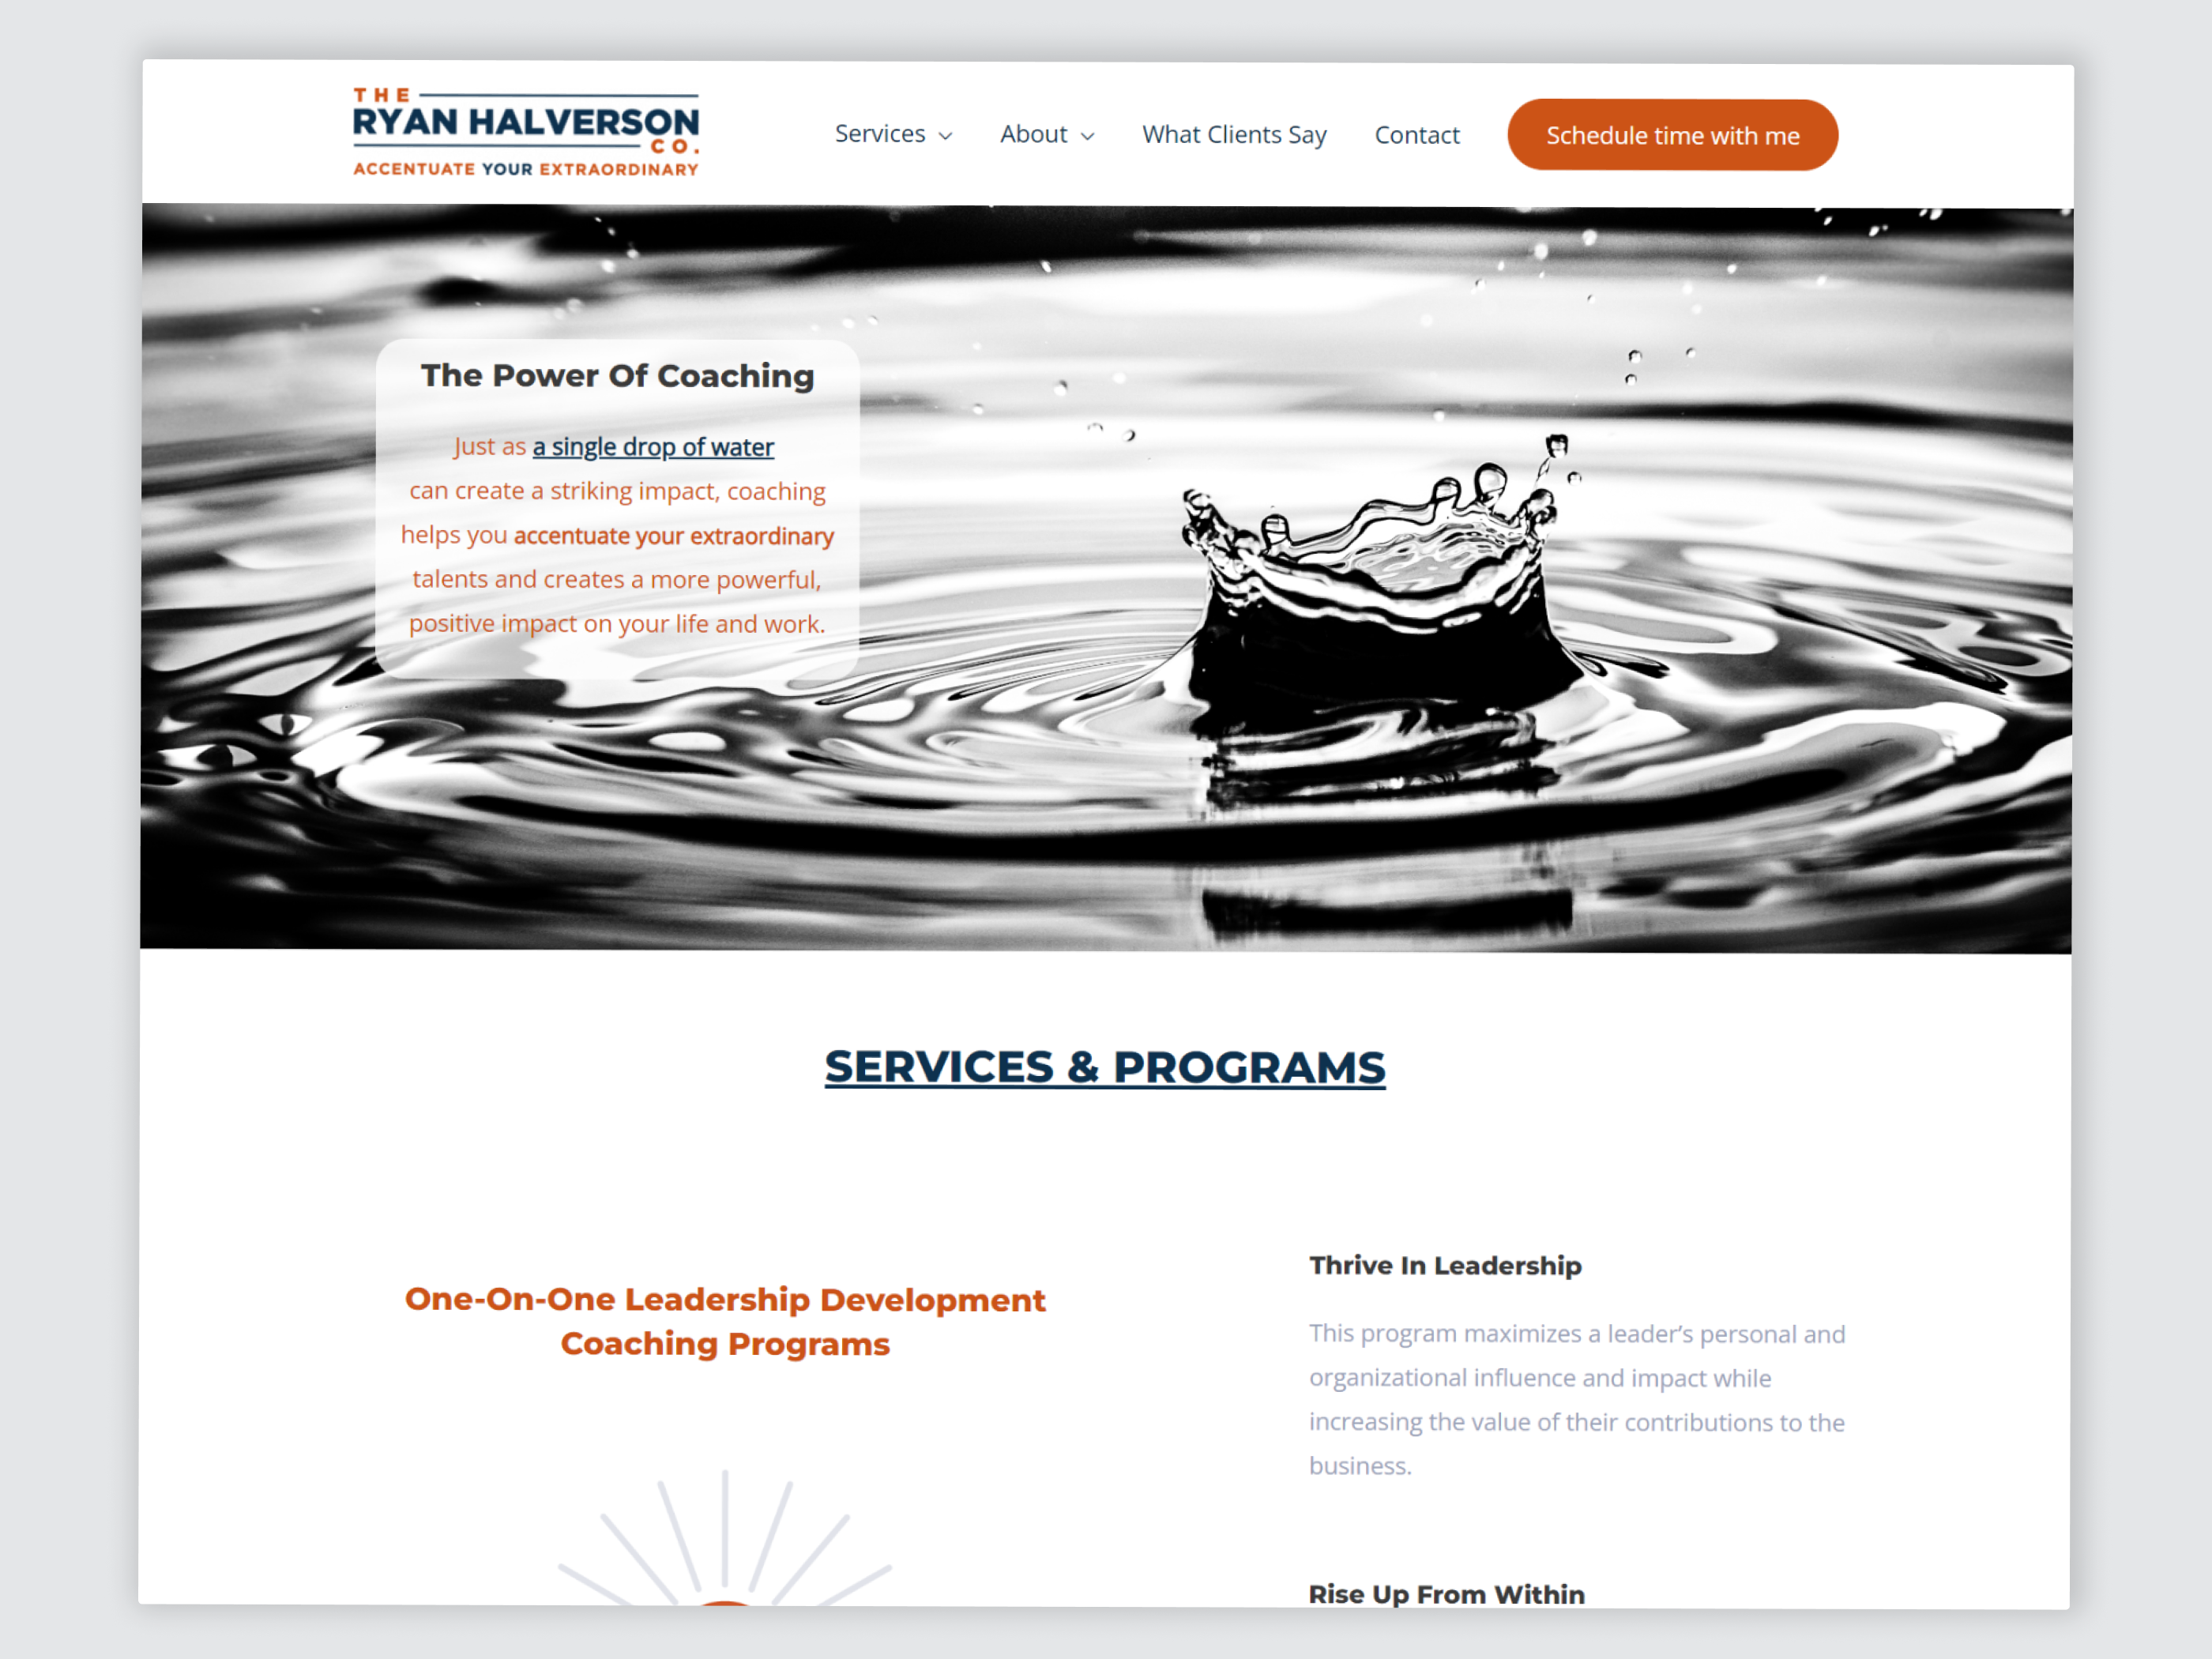 THE
RYAN HALVERSON
CO.
ACCENTUATE YOUR EXTRAORDINARY
Services
About
What Clients Say
Contact
Schedule time with me
The Power Of Coaching
Just as a single drop of water
can create a striking impact, coaching
helps you accentuate your extraordinary
talents and creates a more powerful,
positive impact on your life and work.
SERVICES & PROGRAMS
One-On-One Leadership Development
Coaching Programs
Thrive In Leadership
This program maximizes a leader’s personal and
organizational influence and impact while
increasing the value of their contributions to the
business.
Rise Up From Within